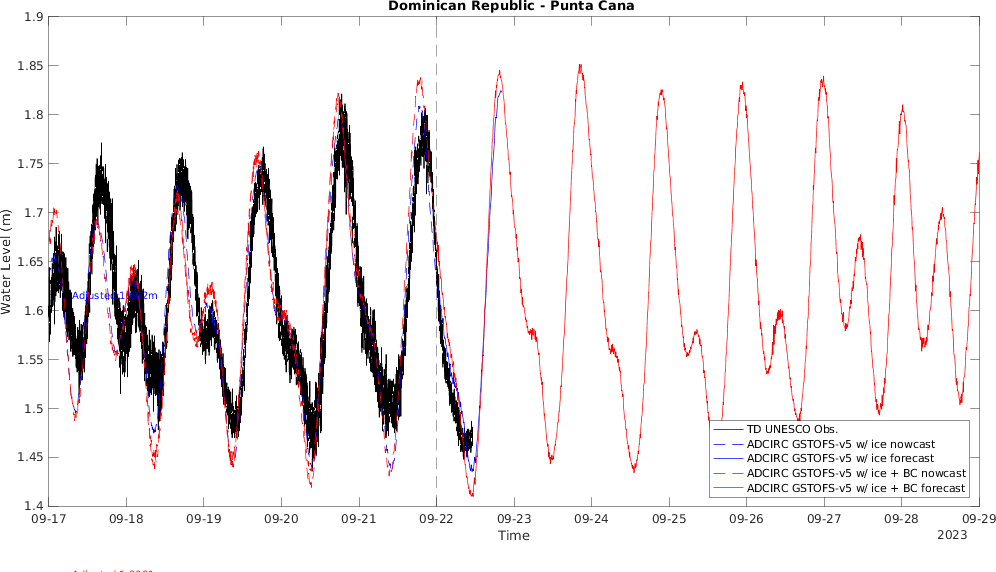 Dominican Republic - Punta Cana
1.9
1.85
1.8
1.75
1.7
1.65
1.6
1.55
1.5
1.45
1.4
Water Level (m)
TD UNESCO Obs.
ADCIRC GSTOFS-v5 w/ ice nowcast
ADCIRC GSTOFS-v5 w/ ice forecast
ADCIRC GSTOFS-v5 w/ ice + BC nowcast
ADCIRC GSTOFS-v5 w/ ice + BC forecast
09-17 09-18 09-19 09-20 09-21 09-22 09-23 09-24 09-25 09-26 09-27 09-28 09-29
Time
2023